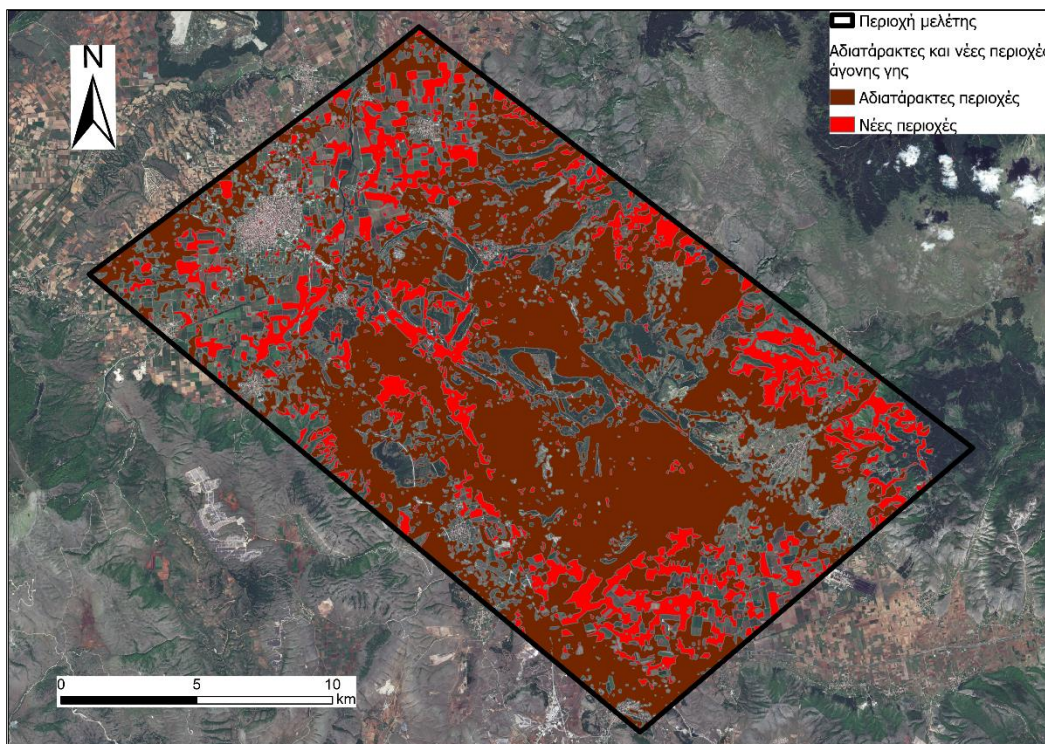 N
Περιοχή μελέτης
Αδιατάρακτες και νέες περιοχές
άγονης γης
Αδιατάρακτες περιοχές
Νέες περιοχές
0 5 10
km